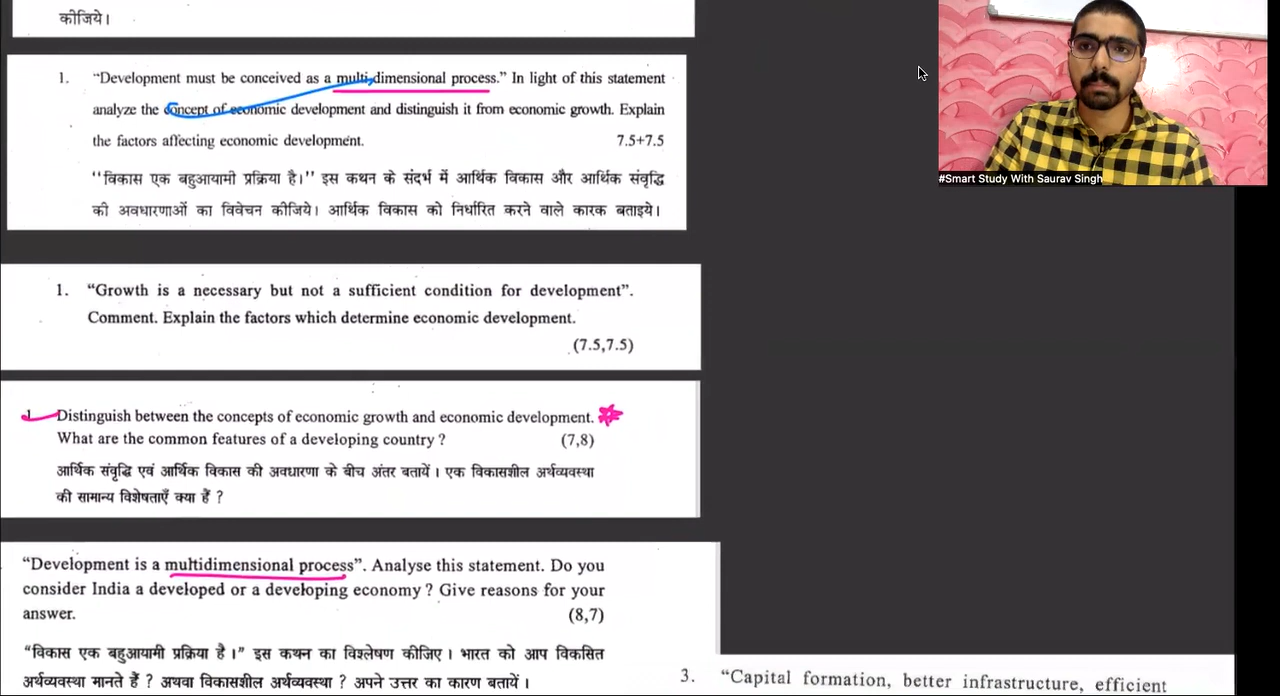 कीजिये।
1. “Development must be conceived as a multi-dimensional process.” In light of this statement
analyze the concept of economic development and distinguish it from economic growth. Explain
the factors affecting economic development. 7.5+7.5
‘‘विकास एक बहुआयामी प्रक्रिया है।’’ इस कथन के संदर्भ में आर्थिक विकास और आर्थिक संवृद्धि
की अवधारणाओं का विवेचन कीजिये। आर्थिक विकास को निर्धारित करने वाले कारक बताइये।
1. “Growth is a necessary but not a sufficient condition for development”.
Comment. Explain the factors which determine economic development.
(7.5,7.5)
1 Distinguish between the concepts of economic growth and economic development.
What are the common features of a developing country ? (7,8)
आर्थिक संवृद्धि एवं आर्थिक विकास की अवधारणा के बीच अंतर बतायें । एक विकासशील अर्थव्यवस्था
की सामान्य विशेषताएँ क्या हैं ?
“Development is a multidimensional process”. Analyse this statement. Do you
consider India a developed or a developing economy ? Give reasons for your
answer. (8,7)
“विकास एक बहुआयामी प्रक्रिया है।” इस कथन का विश्लेषण कीजिए । भारत को आप विकसित
अर्थव्यवस्था मानते हैं ? अथवा विकासशील अर्थव्यवस्था ? अपने उत्तर का कारण बतायें ।
3. “Capital formation, better infrastructure, efficient
#Smart Study With Saurav Singh